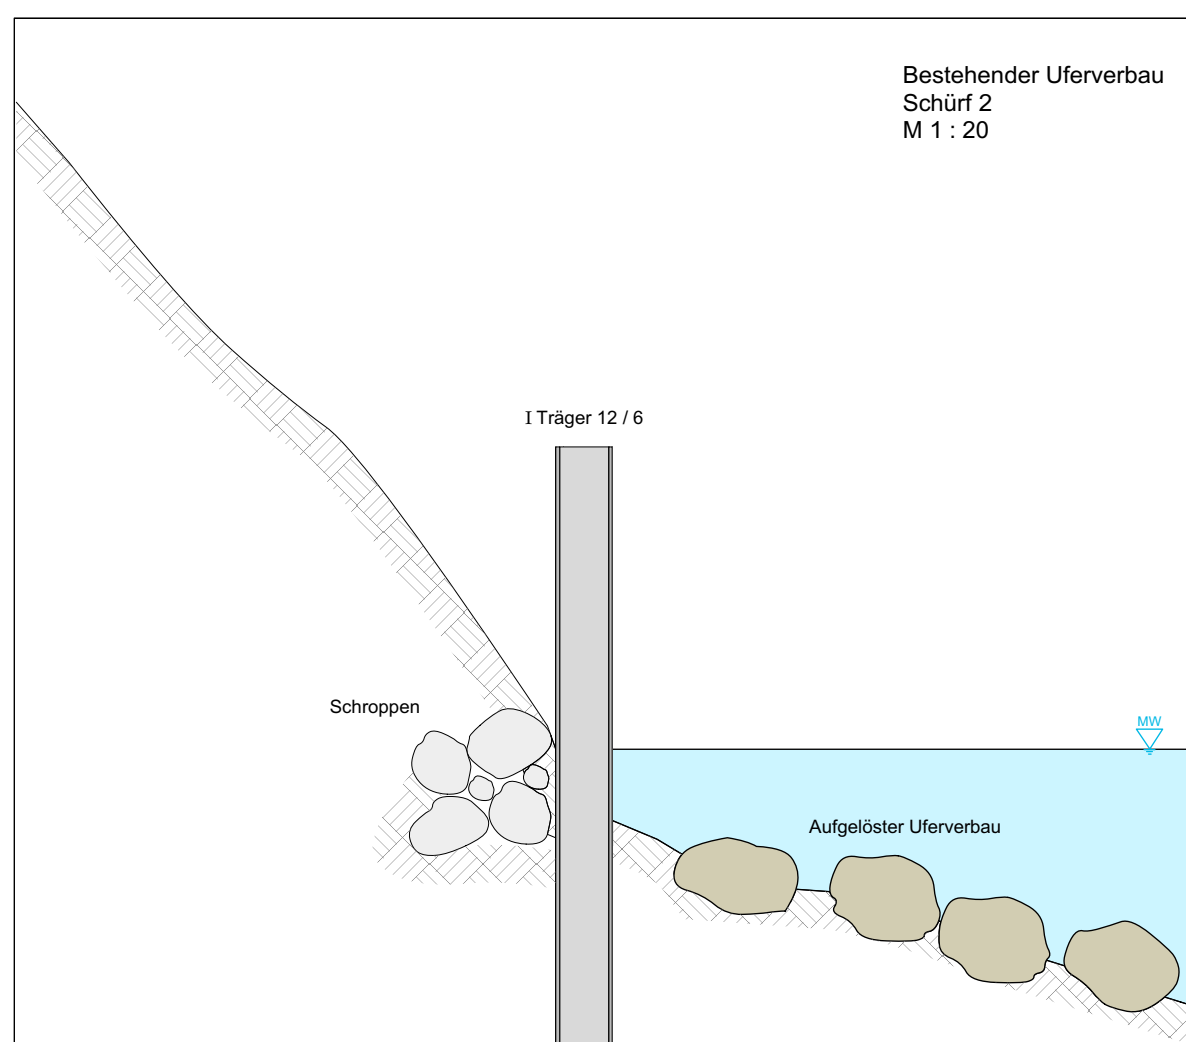 Bestehender Uferverbau
Schürf 2
M 1 : 20
I Träger 12 / 6
Schroppen
MW
Aufgelöster Uferverbau